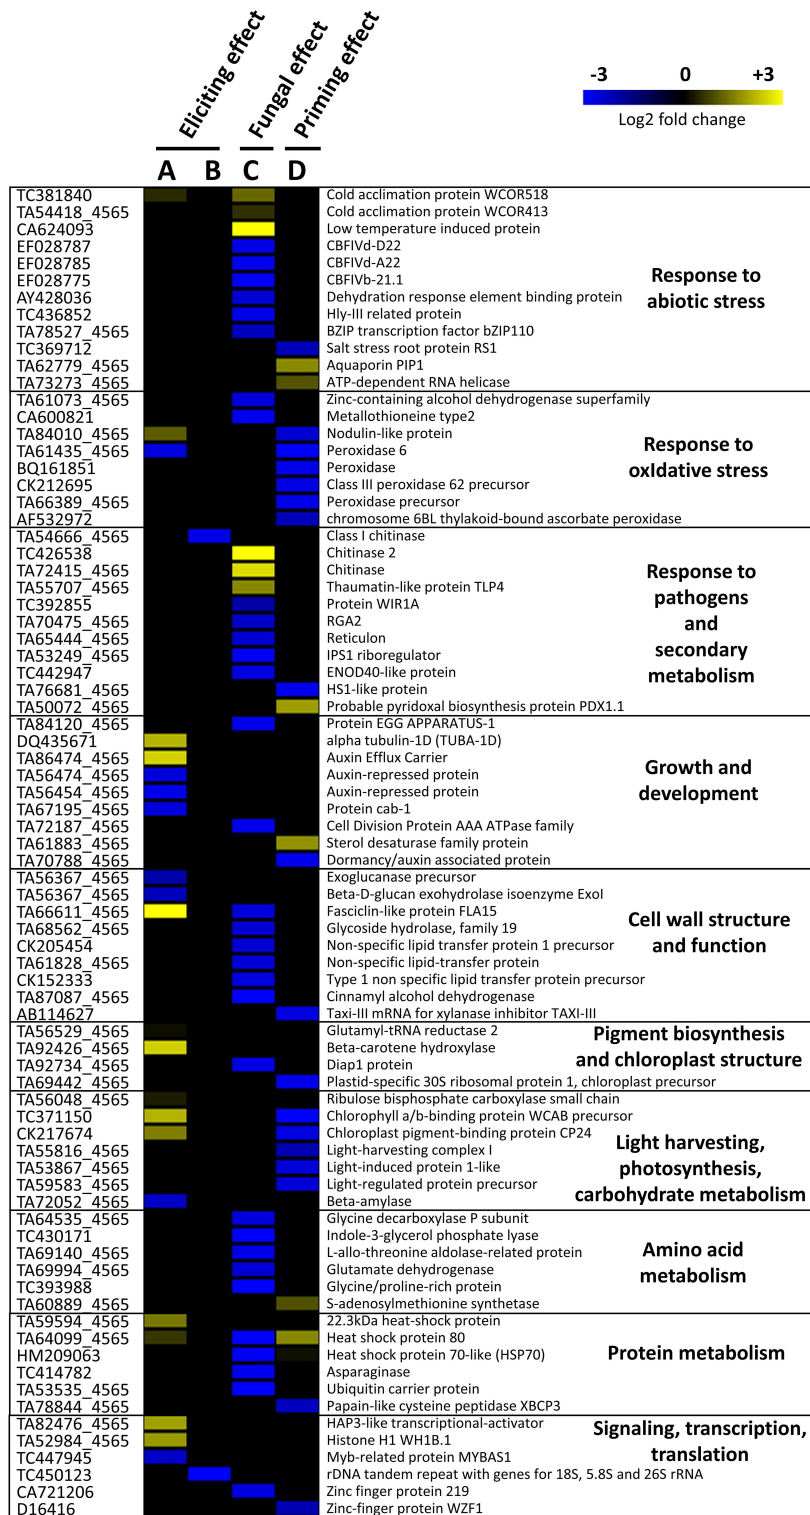 Eliciting effect
Fungal effect
Priming effect
-3 0 +3
Log2 fold change
A B C D
TC381840 Cold acclimation protein WCOR518
TA54418_4565 Cold acclimation protein WCOR413
CA624093 Low temperature induced protein
EF028787 CBFIVd-D22
EF028785 CBFIVd-A22
EF028775 CBFIVb-21.1
AY428036 Dehydration response element binding protein
TC436852 Hly-III related protein
TA78527_4565 BZIP transcription factor bZIP110
TC369712 Salt stress root protein RS1
TA62779_4565 Aquaporin PIP1
TA73273_4565 ATP-dependent RNA helicase
Response to
abiotic stress
TA61073_4565 Zinc-containing alcohol dehydrogenase superfamily
CA600821 Metallothioneine type2
TA84010_4565 Nodulin-like protein
TA61435_4565 Peroxidase 6
BQ161851 Peroxidase
CK212695 Class III peroxidase 62 precursor
TA66389_4565 Peroxidase precursor
AF532972 chromosome 6BL thylakoid-bound ascorbate peroxidase
Response to
oxIdative stress
TA54666_4565 Class I chitinase
TC426538 Chitinase 2
TA72415_4565 Chitinase
TA55707_4565 Thaumatin-like protein TLP4
TC392855 Protein WIR1A
TA70475_4565 RGA2
TA65444_4565 Reticulon
TA53249_4565 IPS1 riboregulator
TC442947 ENOD40-like protein
TA76681_4565 HS1-like protein
TA50072_4565 Probable pyridoxal biosynthesis protein PDX1.1
Response to
pathogens
and
secondary
metabolism
TA84120_4565 Protein EGG APPARATUS-1
DQ435671 alpha tubulin-1D (TUBA-1D)
TA86474_4565 Auxin Efflux Carrier
TA56474_4565 Auxin-repressed protein
TA56454_4565 Auxin-repressed protein
TA67195_4565 Protein cab-1
TA72187_4565 Cell Division Protein AAA ATPase family
TA61883_4565 Sterol desaturase family protein
TA70788_4565 Dormancy/auxin associated protein
Growth and
development
TA56367_4565 Exoglucanase precursor
TA56367_4565 Beta-D-glucan exohydrolase isoenzyme ExoI
TA66611_4565 Fasciclin-like protein FLA15
TA68562_4565 Glycoside hydrolase, family 19
CK205454 Non-specific lipid transfer protein 1 precursor
TA61828_4565 Non-specific lipid-transfer protein
CK152333 Type 1 non specific lipid transfer protein precursor
TA87087_4565 Cinnamyl alcohol dehydrogenase
AB114627 Taxi-III mRNA for xylanase inhibitor TAXI-III
Cell wall structure
and function
TA56529_4565 Glutamyl-tRNA reductase 2
TA92426_4565 Beta-carotene hydroxylase
TA92734_4565 Diap1 protein
TA69442_4565 Plastid-specific 30S ribosomal protein 1, chloroplast precursor
Pigment biosynthesis
and chloroplast structure
TA56048_4565 Ribulose bisphosphate carboxylase small chain
TC371150 Chlorophyll a/b-binding protein WCAB precursor
CK217674 Chloroplast pigment-binding protein CP24
TA55816_4565 Light-harvesting complex I
TA53867_4565 Light-induced protein 1-like
TA59583_4565 Light-regulated protein precursor
TA72052_4565 Beta-amylase
Light harvesting,
photosynthesis,
carbohydrate metabolism
TA64535_4565 Glycine decarboxylase P subunit
TC430171 Indole-3-glycerol phosphate lyase
TA69140_4565 L-allo-threonine aldolase-related protein
TA69994_4565 Glutamate dehydrogenase
TC393988 Glycine/proline-rich protein
TA60889_4565 S-adenosylmethionine synthetase
Amino acid
metabolism
TA59594_4565 22.3kDa heat-shock protein
TA64099_4565 Heat shock protein 80
HM209063 Heat shock protein 70-like (HSP70)
TC414782 Asparaginase
TA53535_4565 Ubiquitin carrier protein
TA78844_4565 Papain-like cysteine peptidase XBCP3
Protein metabolism
TA82476_4565 HAP3-like transcriptional-activator
TA52984_4565 Histone H1 WH1B.1
TC447945 Myb-related protein MYBAS1
TC450123 rDNA tandem repeat with genes for 18S, 5.8S and 26S rRNA
CA721206 Zinc finger protein 219
D16416 Zinc-finger protein WZF1
Signaling, transcription,
translation